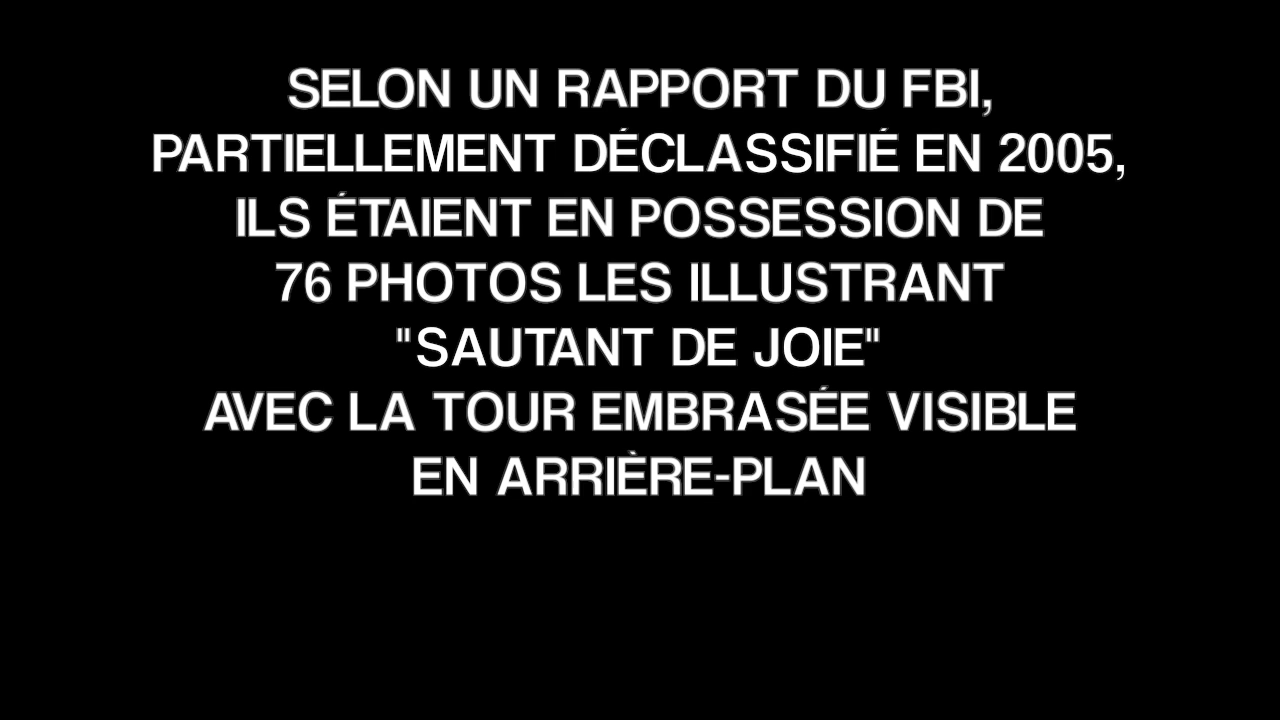 SELON UN RAPPORT DU FBI,
PARTIELLEMENT DÉCLASSIFIÉ EN 2005,
ILS ÉTAIENT EN POSSESSION DE
76 PHOTOS LES ILLUSTRANT
"SAUTANT DE JOIE"
AVEC LA TOUR EMBRASÉE VISIBLE
EN ARRIÈRE-PLAN